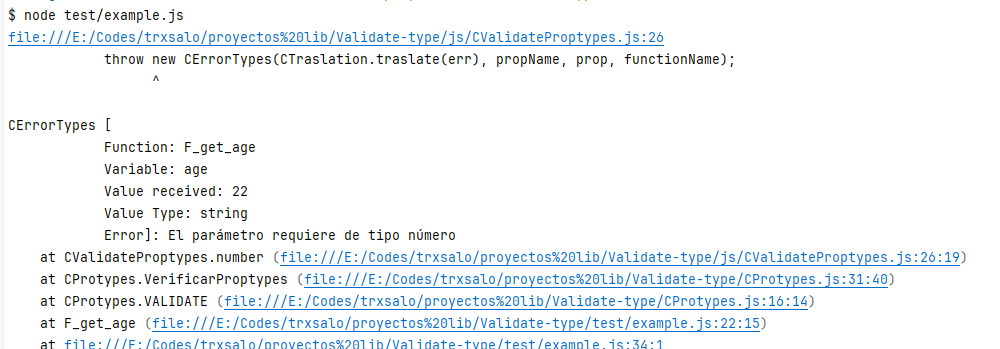 $ node test/example.js
file:///E:/Codes/trxsalo/proyectos%20lib/Validate-type/js/CValidateProptypes.js:26
throw new CErrorTypes(CTraslation.traslate(err), propName, prop, functionName);
^
CErrorTypes [
Function: F_get_age
Variable: age
Value received: 22
Value Type: string
Error]: El parámetro requiere de tipo número
at CValidateProptypes.number (file:///E:/Codes/trxsalo/proyectos%20lib/Validate-type/js/CValidateProptypes.js:26:19)
at CProtypes.VerificarProptypes (file:///E:/Codes/trxsalo/proyectos%20lib/Validate-type/CProtypes.js:31:40)
at CProtypes.VALIDATE (file:///E:/Codes/trxsalo/proyectos%20lib/Validate-type/CProtypes.js:16:14)
at F_get_age (file:///E:/Codes/trxsalo/proyectos%20lib/Validate-type/test/example.js:22:15)
at file:///E:/Codes/trxsalo/proyectos%20lib/Validate-type/test/example.js:34:1